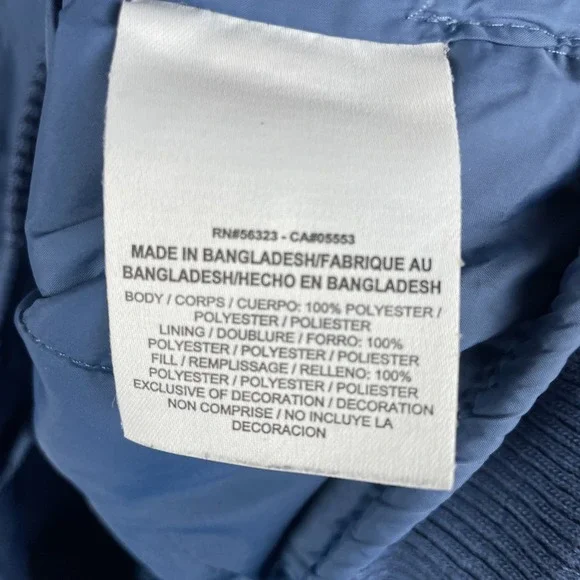 RN#56323 - CA#05553
MADE IN BANGLADESH/FABRIQUE AU
BANGLADESH/HECHO EN BANGLADESH
BODY / CORPS / CUERPO: 100% POLYESTER /
POLYESTER / POLIESTER
LINING / DOUBLURE / FORRO: 100%
POLYESTER / POLYESTER / POLIESTER
FILL / REMPLISSAGE / RELLENO: 100%
POLYESTER / POLYESTER / POLIESTER
EXCLUSIVE OF DECORATION / DECORATION
NON COMPRISE / NO INCLUYE LA
DECORACION